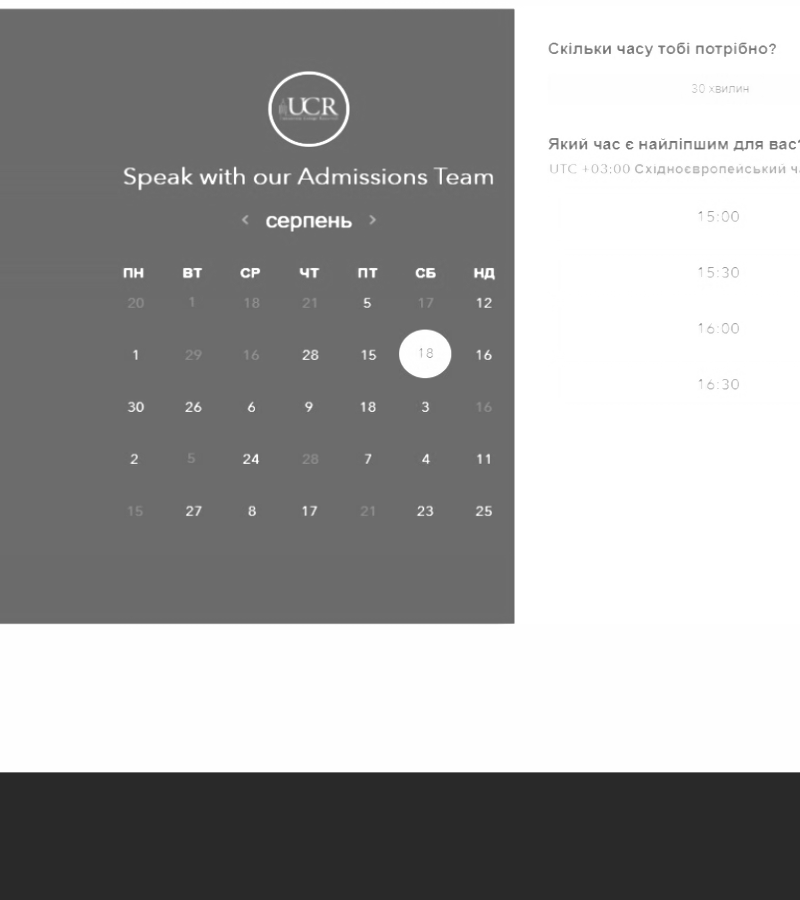 UCR
Speak with our Admissions Team
< серпень >
ПН ВТ СР ЧТ ПТ СБ НД
20 1 18 21 5 17 12
1 29 16 28 15 18 16
30 26 6 9 18 3 16
2 5 24 28 7 4 11
15 27 8 17 21 23 25
Скільки часу тобі потрібно?
30 хвилин
Який час є найліпшим для вас?
UTC +03:00 Східноєвропейський
15:00
15:30
16:00
16:30